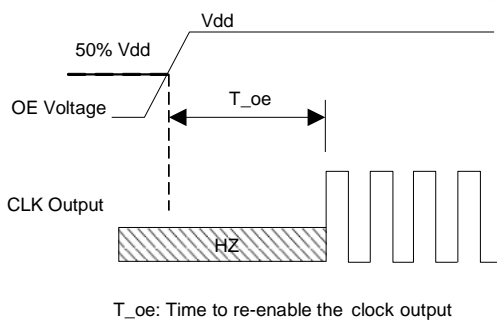 Vdd
50% Vdd
T_oe
OE Voltage
CLK Output
HZ
T_oe: Time to re-enable the clock output